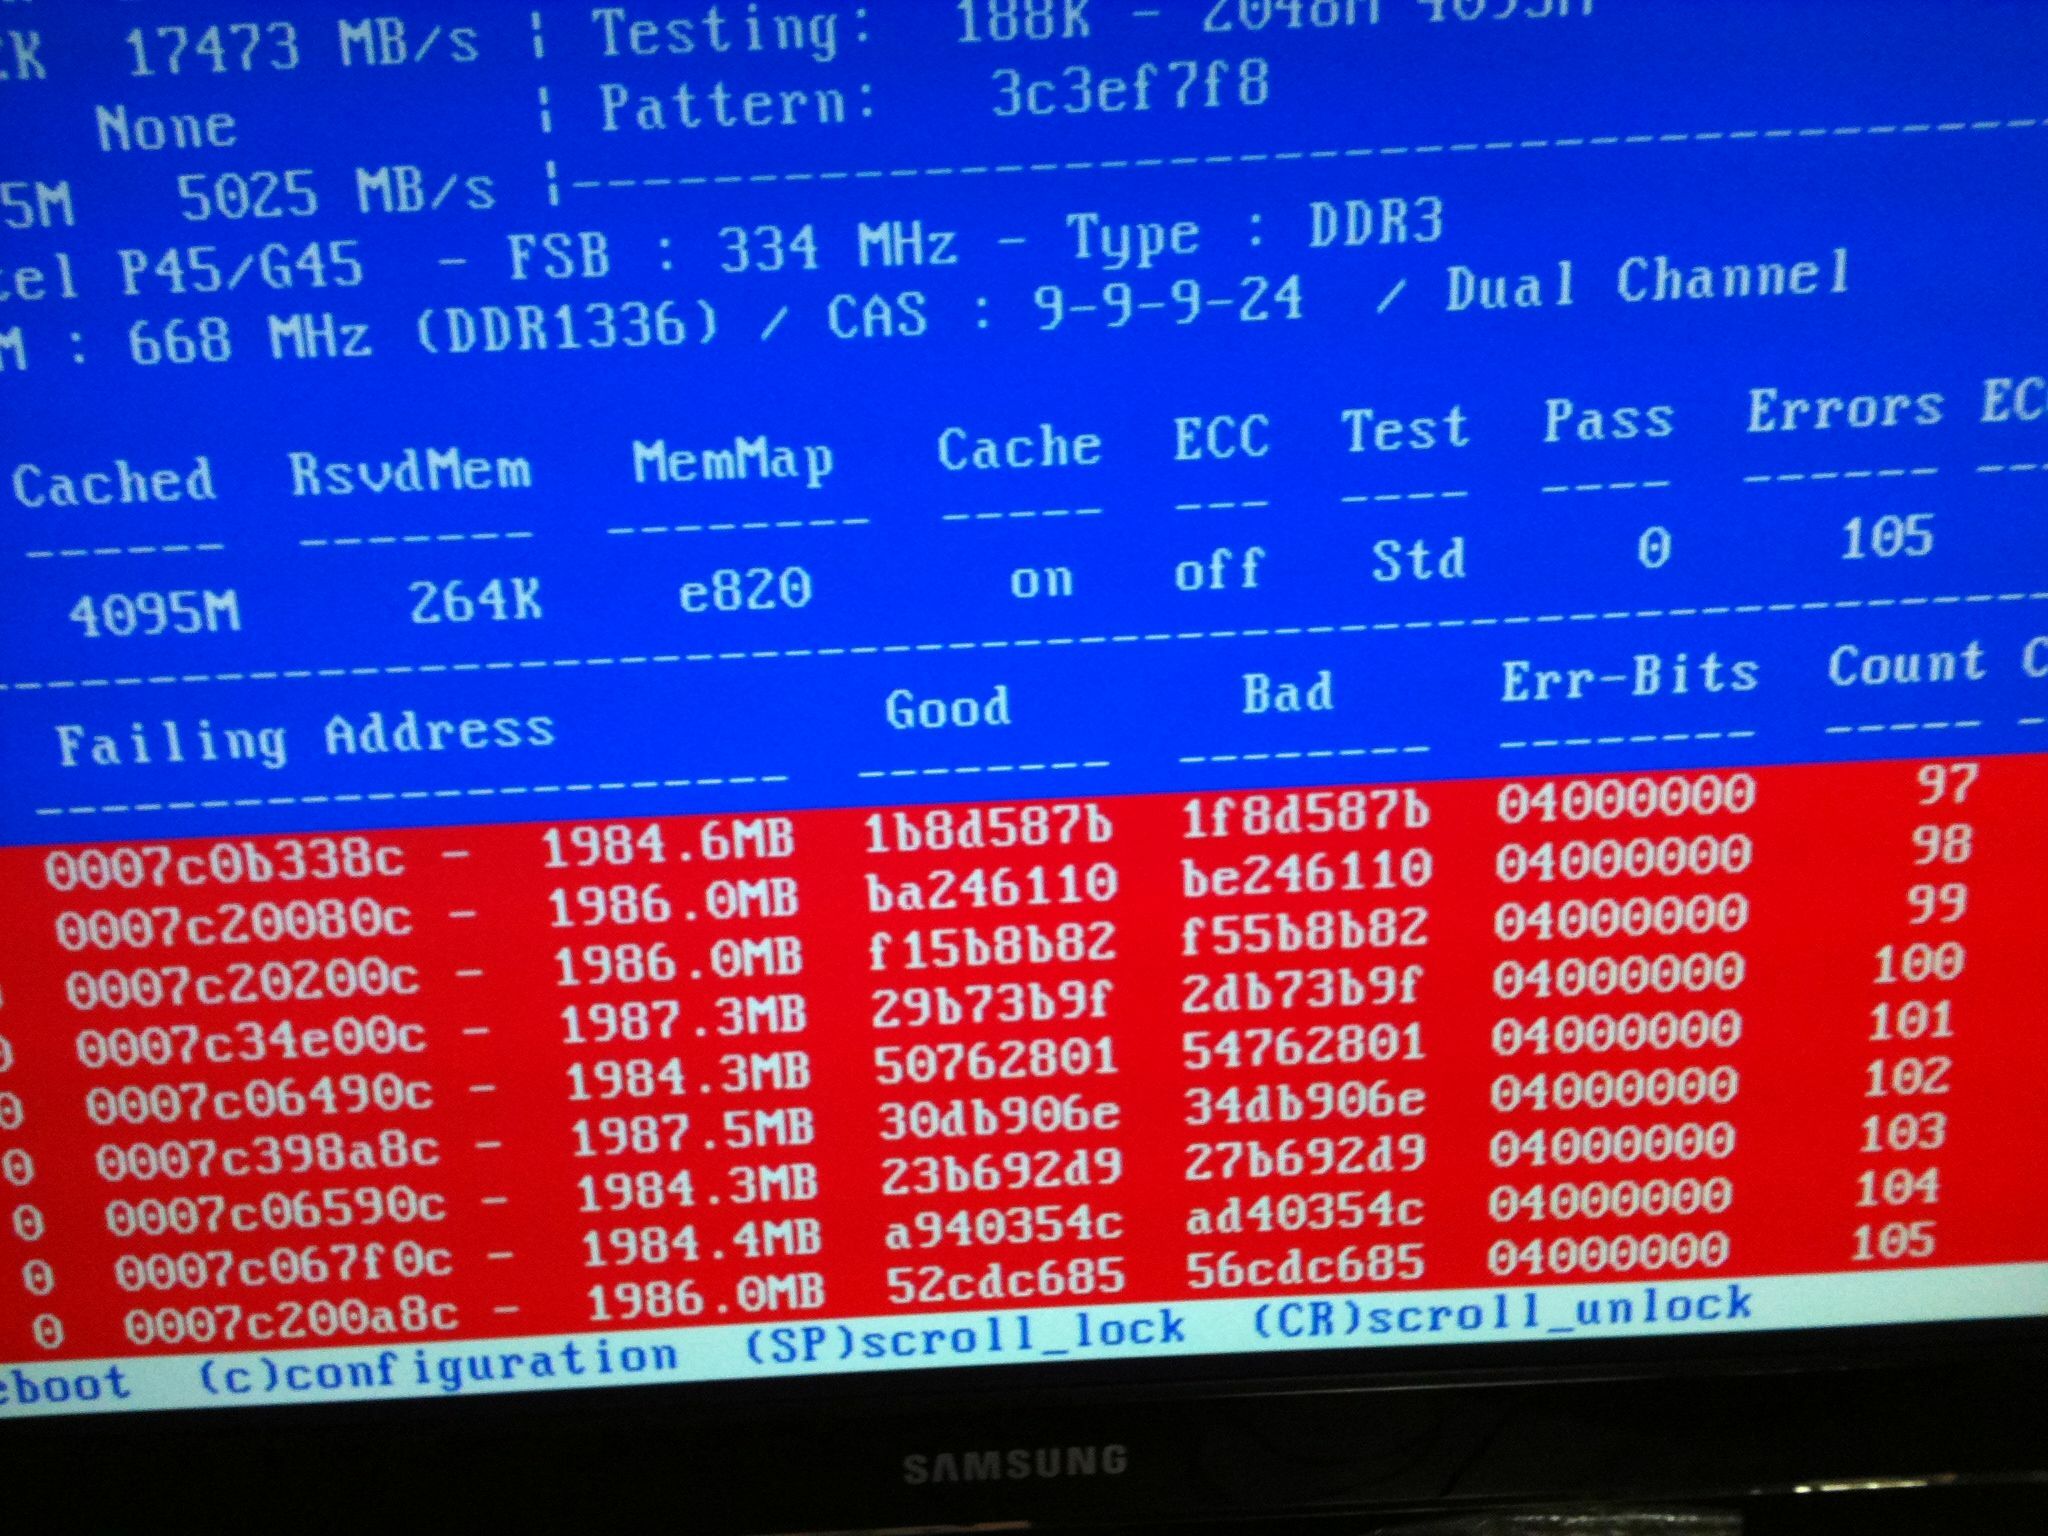 17473 MB/s | Testing: 188K - 2048M 4095M
None | Pattern: 3c3ef7f8
5M 5025 MB/s |------------------------------------------
tel P45/G45 - FSB : 334 MHz - Type : DDR3
M : 668 MHz (DDR1336) / CAS : 9-9-9-24 / Dual Channel
Cached RsvdMem MemMap Cache ECC Test Pass Errors EC
------ ------- -------- ----- --- ---- ---- ------ ---
4095M 264K e820 on off Std 0 105
Failing Address Good Bad Err-Bits Count C
----------------------- -------- -------- -------- ----- --
0007c0b338c - 1984.6MB 1b8d587b 1f8d587b 04000000 97
0007c20080c - 1986.0MB ba246110 be246110 04000000 98
0007c20200c - 1986.0MB f15b8b82 f55b8b82 04000000 99
0 0007c34e00c - 1987.3MB 29b73b9f 2db73b9f 04000000 100
0 0007c06490c - 1984.3MB 50762801 54762801 04000000 101
0 0007c398a8c - 1987.5MB 30db906e 34db906e 04000000 102
0 0007c06590c - 1984.3MB 23b692d9 27b692d9 04000000 103
0 0007c067f0c - 1984.4MB a940354c ad40354c 04000000 104
0 0007c200a8c - 1986.0MB 52cdc685 56cdc685 04000000 105
eboot (c)configuration (SP)scroll_lock (CR)scroll_unlock
SAMSUNG